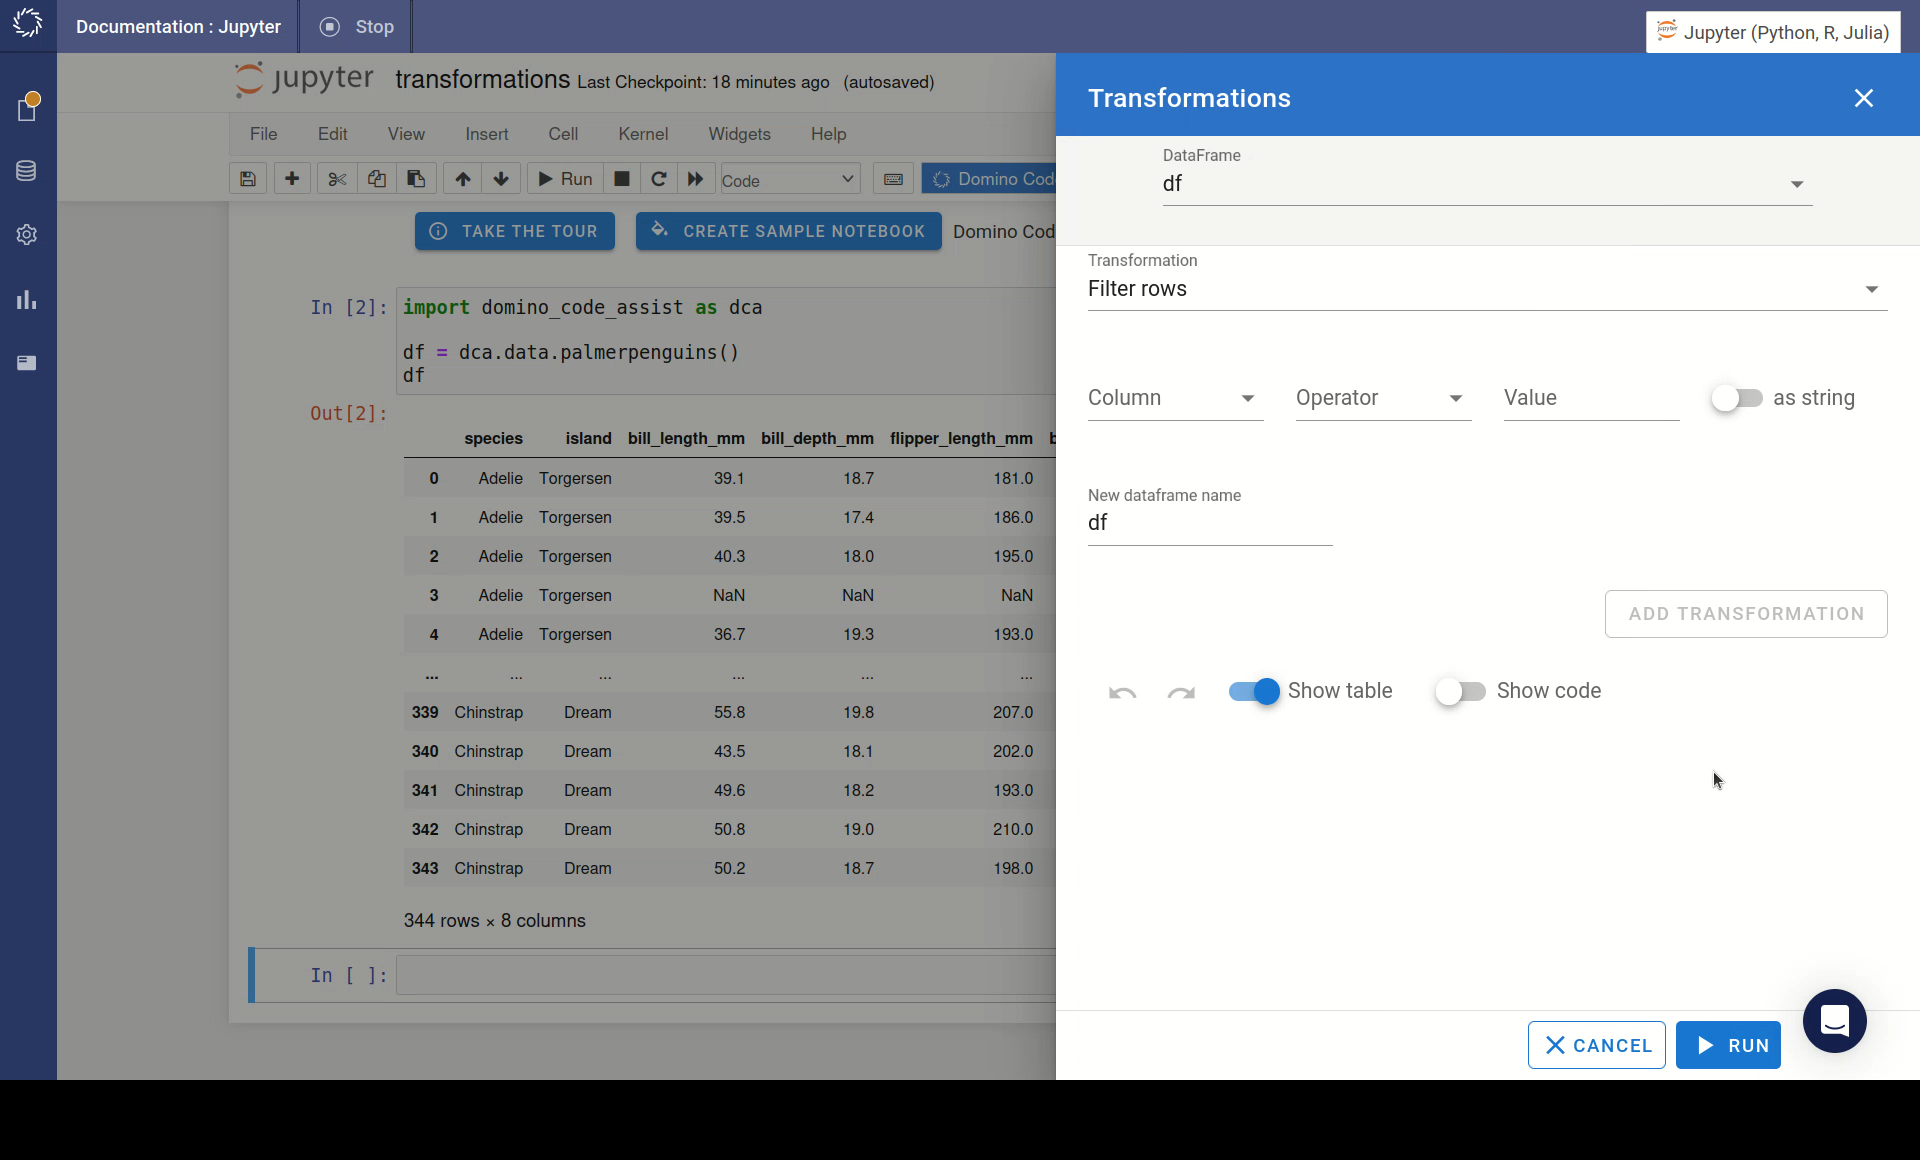 Documentation : Jupyter
Stop
Jupyter (Python, R, Julia)
jupyter transformations Last Checkpoint: 18 minutes ago (autosaved)
File Edit View Insert Cell Kernel Widgets Help
Run Code Domino Cod
TAKE THE TOUR CREATE SAMPLE NOTEBOOK Domino Cod
In [2]: import domino_code_assist as dca
df = dca.data.palmerpenguins()
df
Out[2]:
species island bill_length_mm bill_depth_mm flipper_length_mm b
0 Adelie Torgersen 39.1 18.7 181.0
1 Adelie Torgersen 39.5 17.4 186.0
2 Adelie Torgersen 40.3 18.0 195.0
3 Adelie Torgersen NaN NaN NaN
4 Adelie Torgersen 36.7 19.3 193.0
... ... ... ... ... ...
339 Chinstrap Dream 55.8 19.8 207.0
340 Chinstrap Dream 43.5 18.1 202.0
341 Chinstrap Dream 49.6 18.2 193.0
342 Chinstrap Dream 50.8 19.0 210.0
343 Chinstrap Dream 50.2 18.7 198.0
344 rows × 8 columns
In [ ]:
Transformations
DataFrame
df
Transformation
Filter rows
Column Operator Value as string
New dataframe name
df
ADD TRANSFORMATION
Show table Show code
CANCEL RUN